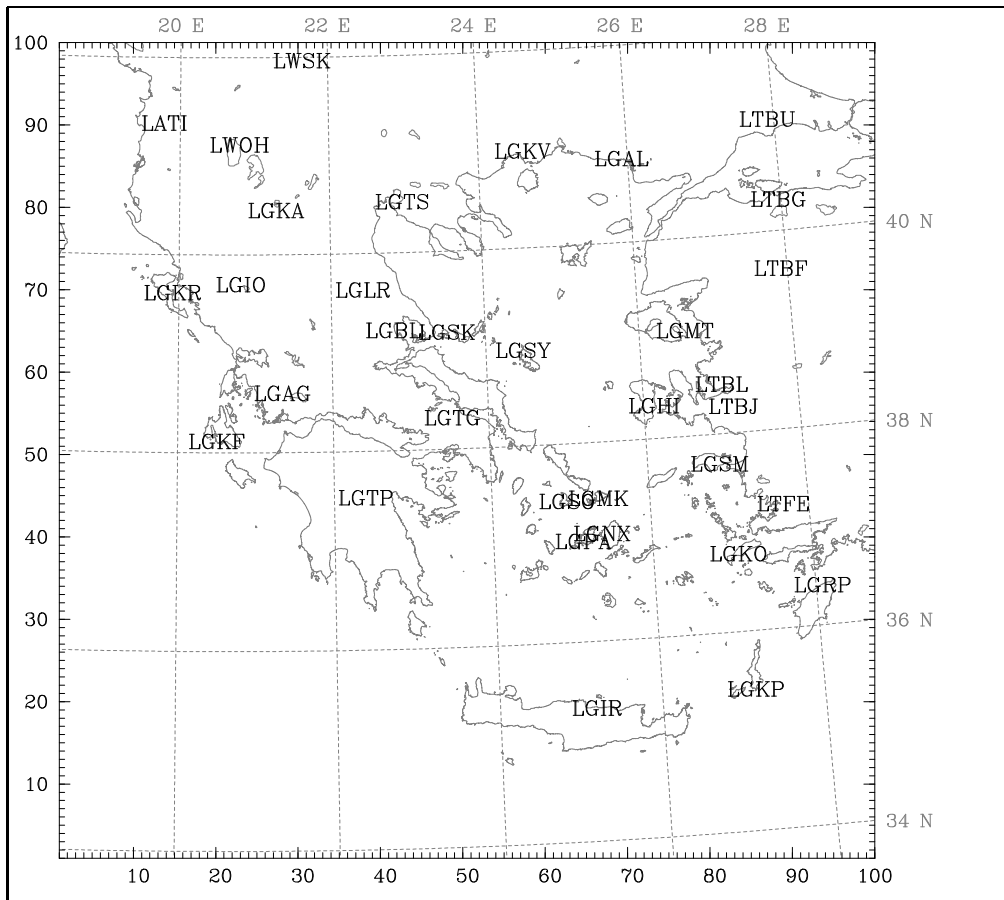 20 E 22 E 24 E 26 E 28 E
100
LWSK
90
LATI LTBU
LWOH LGKV LGAL
80
LGKA LGTS LTBG
40 N
70
LGKR LGIO LGLR LTBF
LGBL LGSK LGMT
60
LGSY
LGAG LTBL
LGTG LGHI LTBJ
38 N
50
LGKF LGSM
LGTP LGSO LGMK LTFE
40
LGPA LGNX LGKO
LGRP
30
36 N
20
LGIR LGKP
10
34 N
10 20 30 40 50 60 70 80 90 100